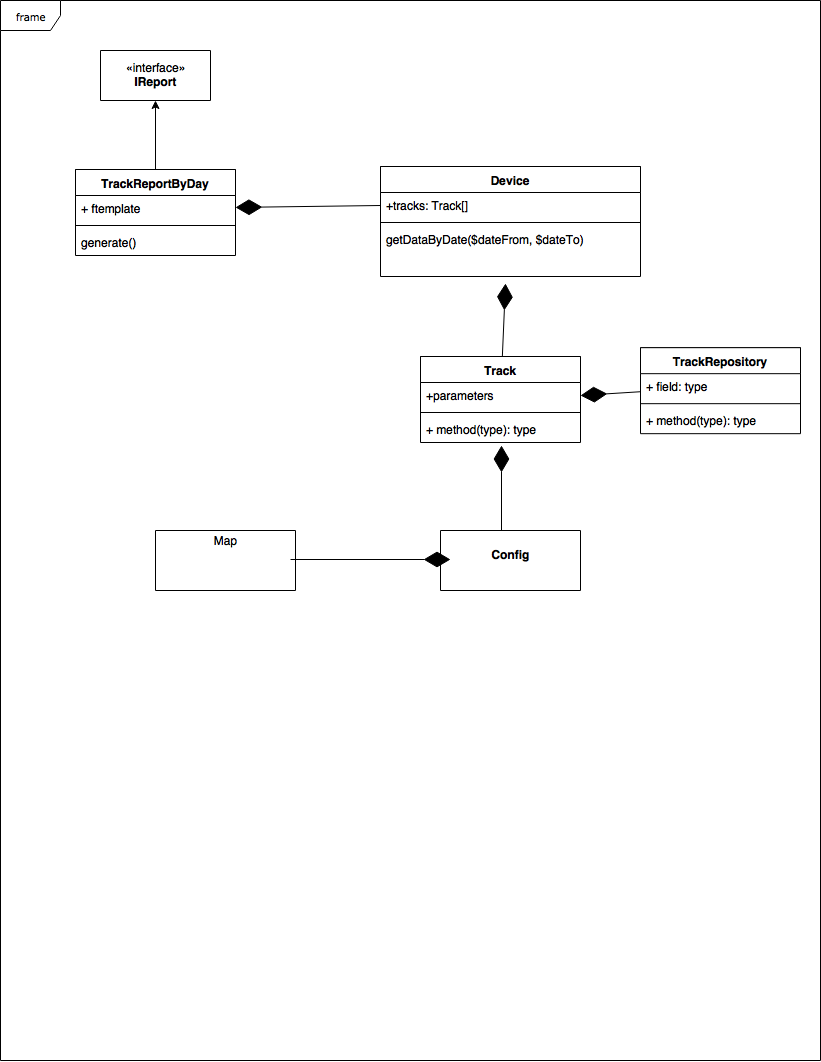 frame
«interface»
IReport
TrackReportByDay
+ ftemplate
generate()
Device
+tracks: Track[]
getDataByDate($dateFrom, $dateTo)
Track
+parameters
+ method(type): type
TrackRepository
+ field: type
+ method(type): type
Map
Config